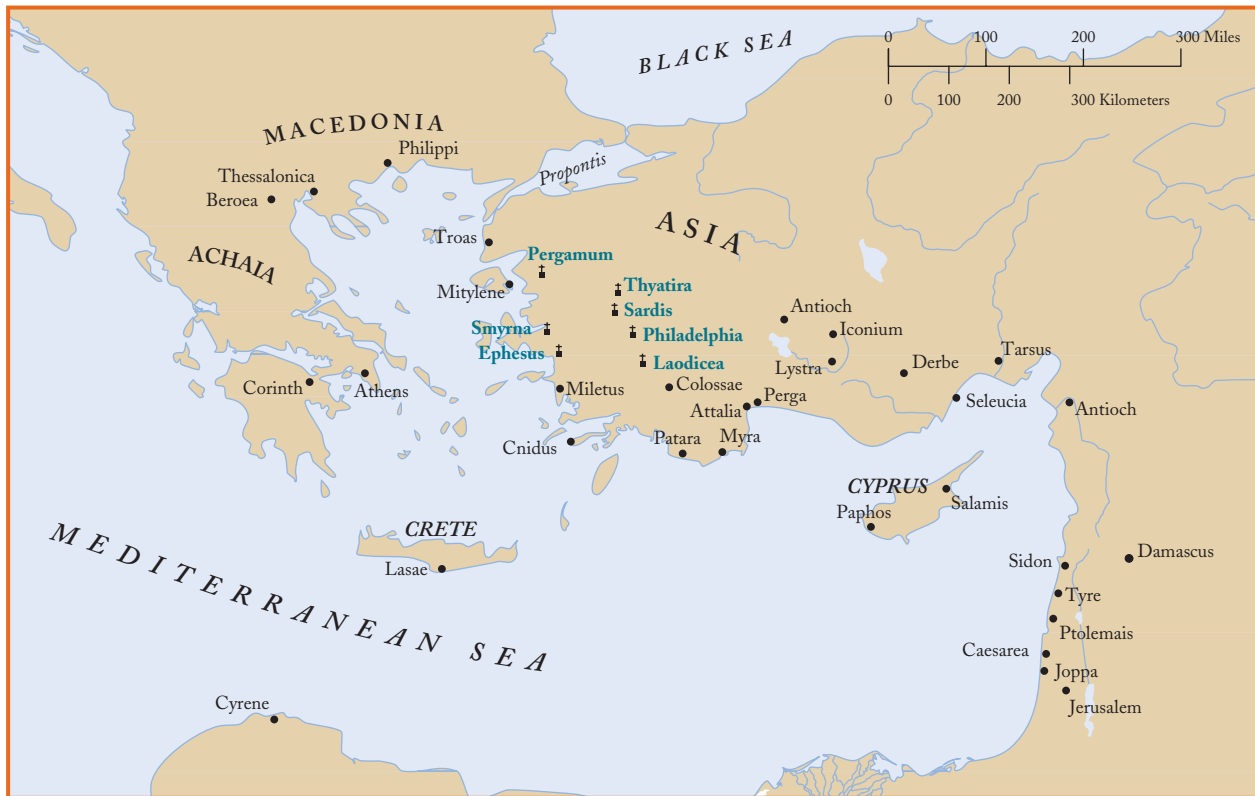 BLACK SEA
0 100 200 300 Miles
0 100 200 300 Kilometers
MACEDONIA
Philippi
Propontis
Thessalonica
Beroea
ASIA
Troas
ACHAIA
Pergamum
Mitylene
Thyatira
Sardis
Antioch
Smyrna
Philadelphia
Iconium
Ephesus
Laodicea
Lystra
Derbe
Tarsus
Corinth
Athens
Miletus
Colossae
Perga
Attalia
Seleucia
Antioch
Cnidus
Patara
Myra
CYPRUS
Salamis
Paphos
CRETE
Lasae
MEDITERRANEAN SEA
Damascus
Sidon
Tyre
Ptolemais
Caesarea
Joppa
Jerusalem
Cyrene